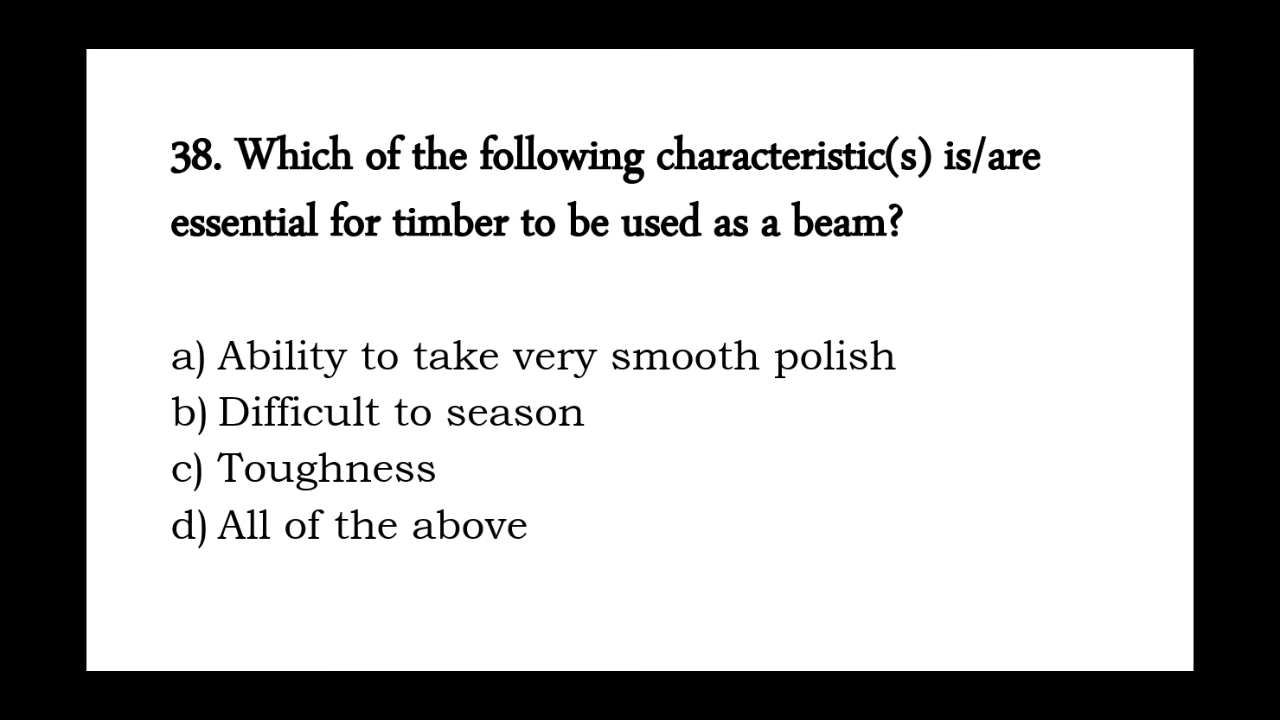 38. Which of the following characteristic(s) is/are
essential for timber to be used as a beam?
a) Ability to take very smooth polish
b) Difficult to season
c) Toughness
d) All of the above